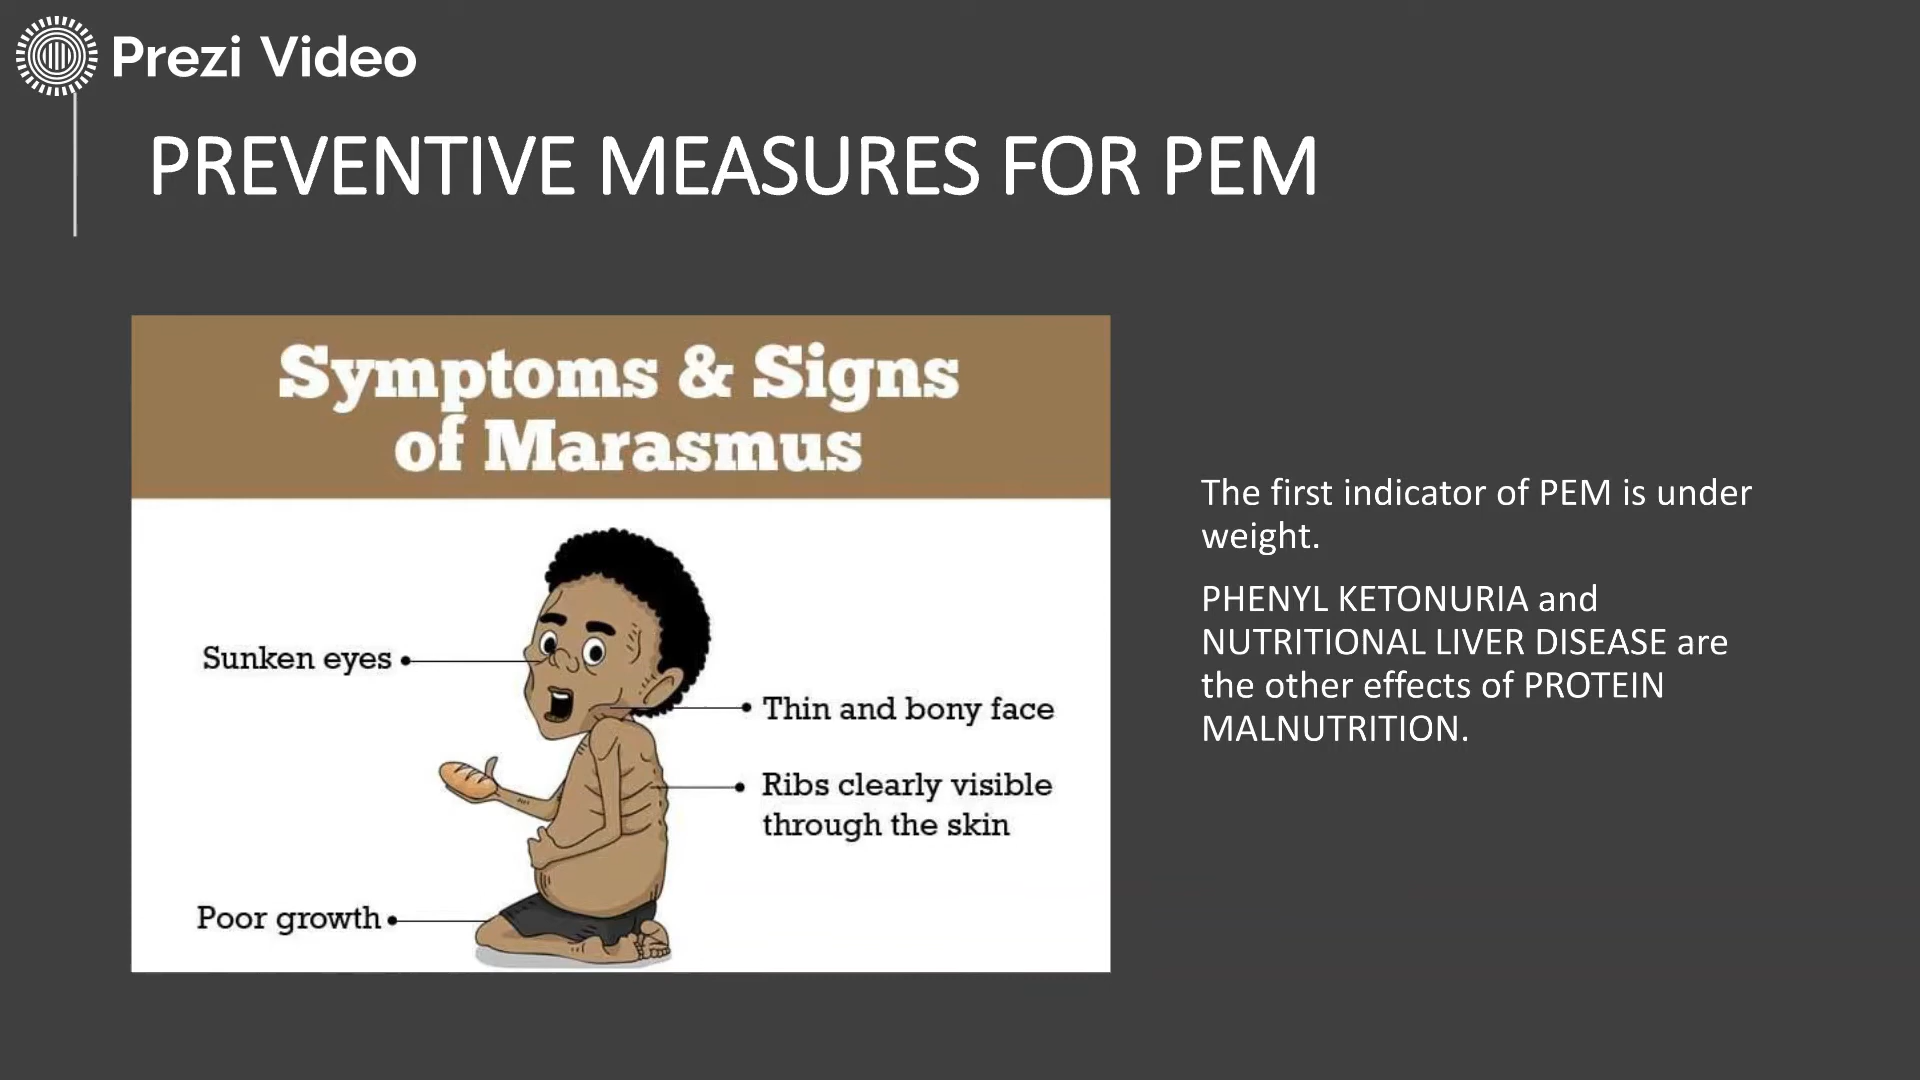 Prezi Video
PREVENTIVE MEASURES FOR PEM
Symptoms & Signs
of Marasmus
Sunken eyes
Thin and bony face
Ribs clearly visible
through the skin
Poor growth
The first indicator of PEM is under
weight.
PHENYL KETONURIA and
NUTRITIONAL LIVER DISEASE are
the other effects of PROTEIN
MALNUTRITION.